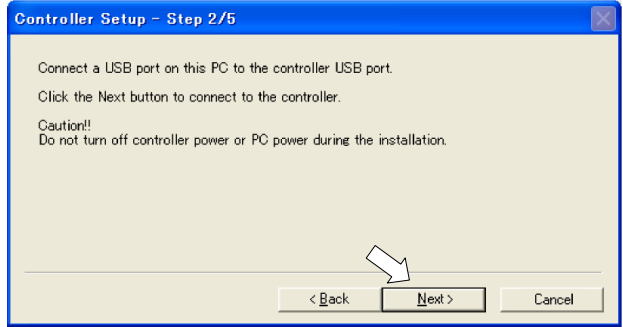 Controller Setup - Step 2/5
Connect a USB port on this PC to the controller USB port.
Click the Next button to connect to the controller.
Caution!!
Do not turn off controller power or PC power during the installation.
< Back
Next >
Cancel